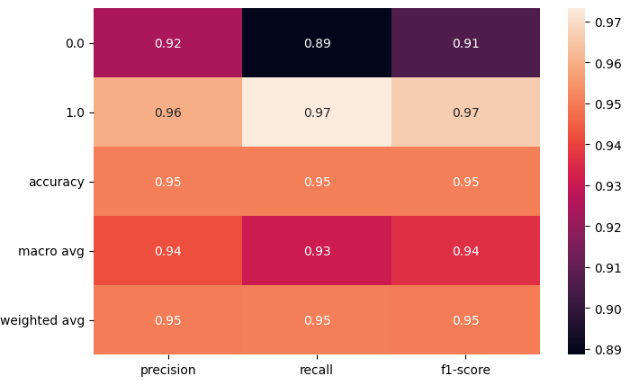 0.0 0.92 0.89 0.91
1.0 0.96 0.97 0.97
accuracy 0.95 0.95 0.95
macro avg 0.94 0.93 0.94
weighted avg 0.95 0.95 0.95
precision recall f1-score
0.97
0.96
0.95
0.94
0.93
0.92
0.91
0.90
0.89